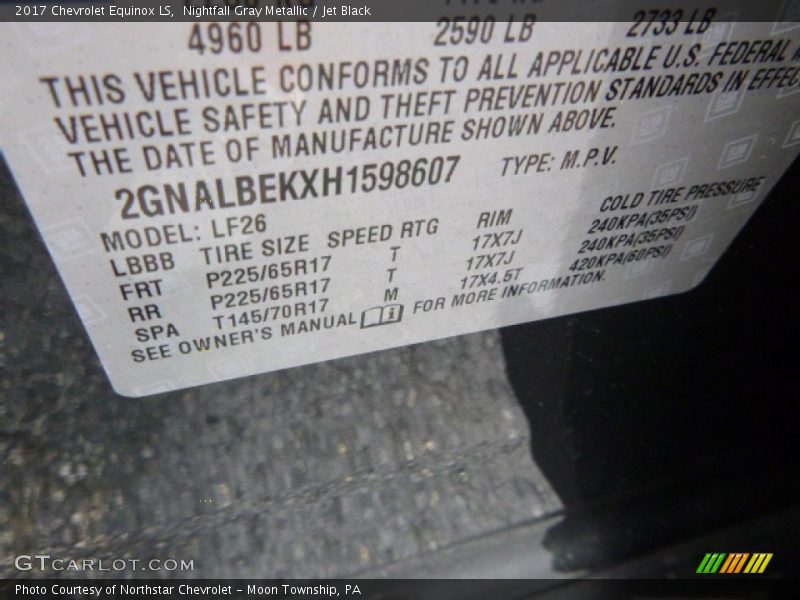 2017 Chevrolet Equinox LS, Nightfall Gray Metallic / Jet Black
4960 LB 2590 LB 2733 LB
THIS VEHICLE CONFORMS TO ALL APPLICABLE U.S. FEDERAL
VEHICLE SAFETY AND THEFT PREVENTION STANDARDS IN EFFEC
THE DATE OF MANUFACTURE SHOWN ABOVE.
2GNALBEKXH1598607 TYPE: M.P.V.
MODEL: LF26
LBBB TIRE SIZE SPEED RTG RIM COLD TIRE PRESSURE
FRT P225/65R17 T 17X7J 240KPA(35PSI)
RR P225/65R17 T 17X7J 240KPA(35PSI)
SPA T145/70R17 M 17X4.5T 420KPA(60PSI)
SEE OWNER'S MANUAL i FOR MORE INFORMATION.
GTCARLOT.COM
Photo Courtesy of Northstar Chevrolet - Moon Township, PA